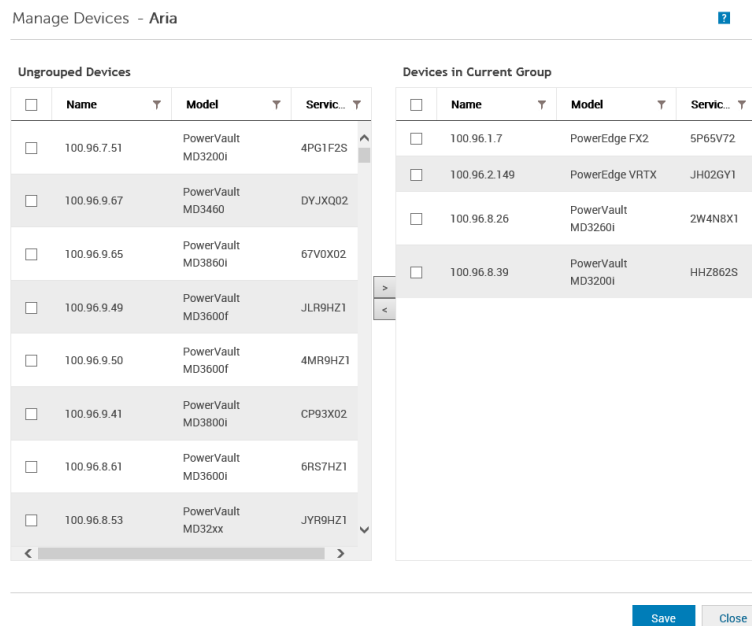 Manage Devices - Aria
?
Ungrouped Devices
Name Model Servic...
100.96.7.51 PowerVault MD3200i 4PG1F2S
100.96.9.67 PowerVault MD3460 DYJXQ02
100.96.9.65 PowerVault MD3860i 67V0X02
100.96.9.49 PowerVault MD3600f JLR9HZ1
100.96.9.50 PowerVault MD3600f 4MR9HZ1
100.96.9.41 PowerVault MD3800i CP93X02
100.96.8.61 PowerVault MD3600i 6RS7HZ1
100.96.8.53 PowerVault MD32xx JYR9HZ1
>
<
Devices in Current Group
Name Model Servic...
100.96.1.7 PowerEdge FX2 5P65V72
100.96.2.149 PowerEdge VRTX JH02GY1
100.96.8.26 PowerVault MD3260i 2W4N8X1
100.96.8.39 PowerVault MD3200i HHZ862S
Save Close